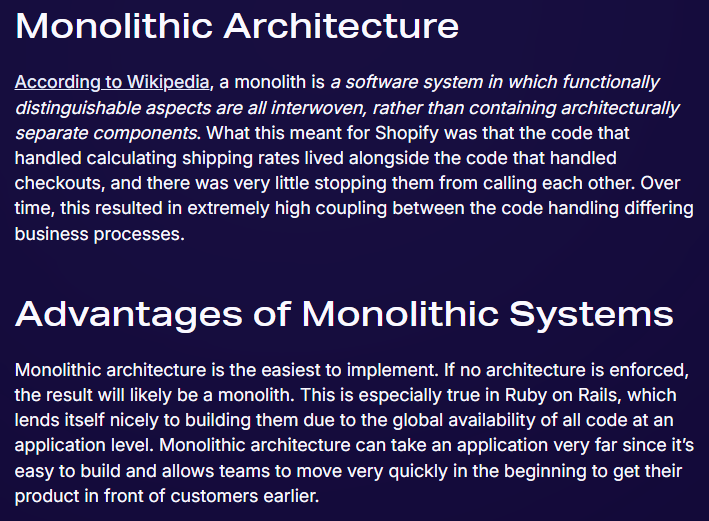 Monolithic Architecture
According to Wikipedia, a monolith is a software system in which functionally
distinguishable aspects are all interwoven, rather than containing architecturally
separate components. What this meant for Shopify was that the code that
handled calculating shipping rates lived alongside the code that handled
checkouts, and there was very little stopping them from calling each other. Over
time, this resulted in extremely high coupling between the code handling differing
business processes.
Advantages of Monolithic Systems
Monolithic architecture is the easiest to implement. If no architecture is enforced,
the result will likely be a monolith. This is especially true in Ruby on Rails, which
lends itself nicely to building them due to the global availability of all code at an
application level. Monolithic architecture can take an application very far since it’s
easy to build and allows teams to move very quickly in the beginning to get their
product in front of customers earlier.